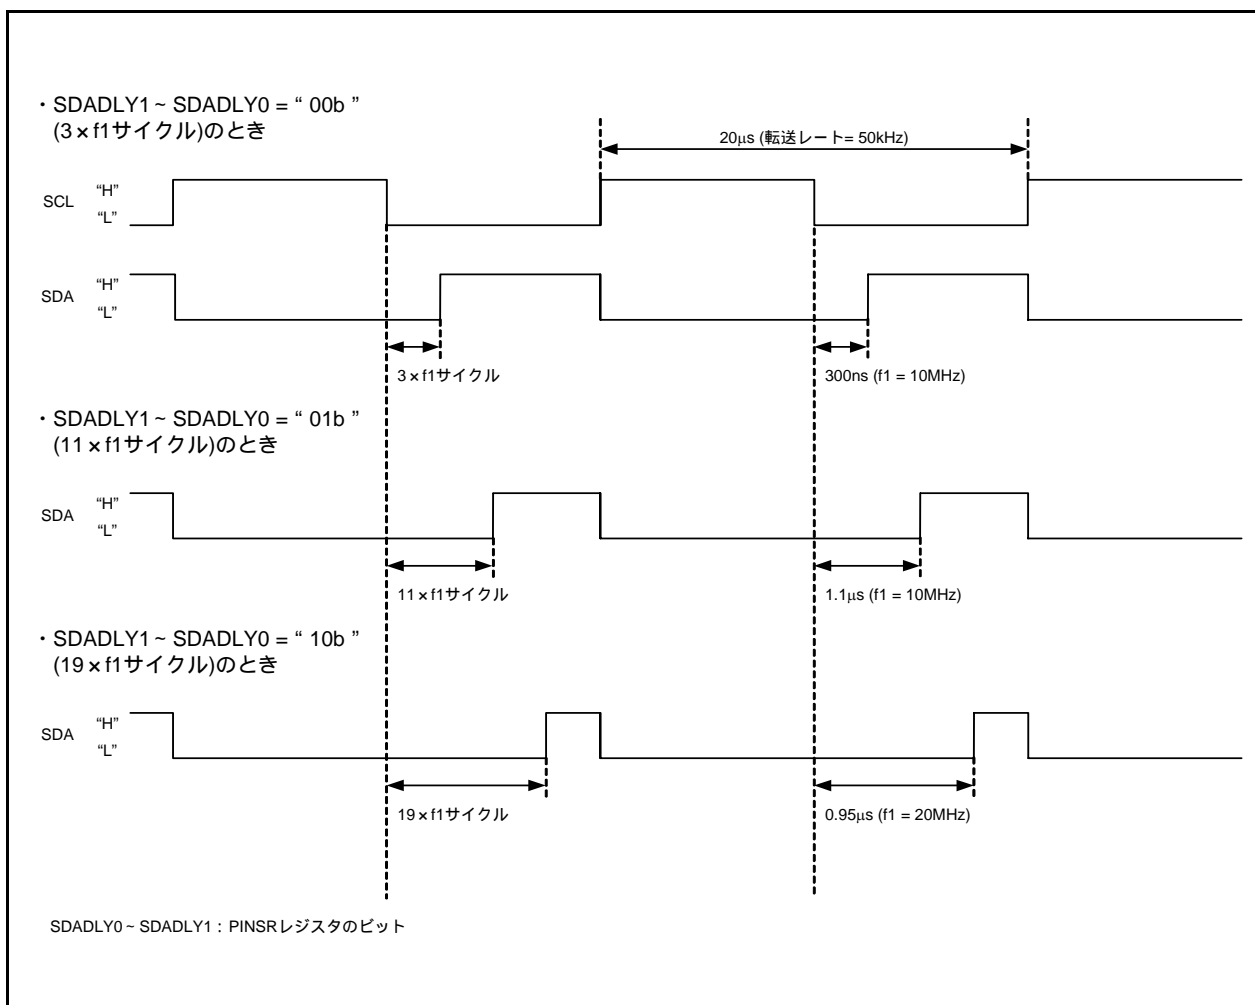 ・SDADLY1 ~ SDADLY0 = “ 00b ”
(3×f1サイクル)のとき
20μs (転送レート= 50kHz)
SCL “H”
“L”
SDA “H”
“L”
3×f1サイクル
300ns (f1 = 10MHz)
・SDADLY1 ~ SDADLY0 = “ 01b ”
(11×f1サイクル)のとき
SDA “H”
“L”
11×f1サイクル
1.1μs (f1 = 10MHz)
・SDADLY1 ~ SDADLY0 = “ 10b ”
(19×f1サイクル)のとき
SDA “H”
“L”
19×f1サイクル
0.95μs (f1 = 20MHz)
SDADLY0 ~ SDADLY1 : PINSRレジスタのビット